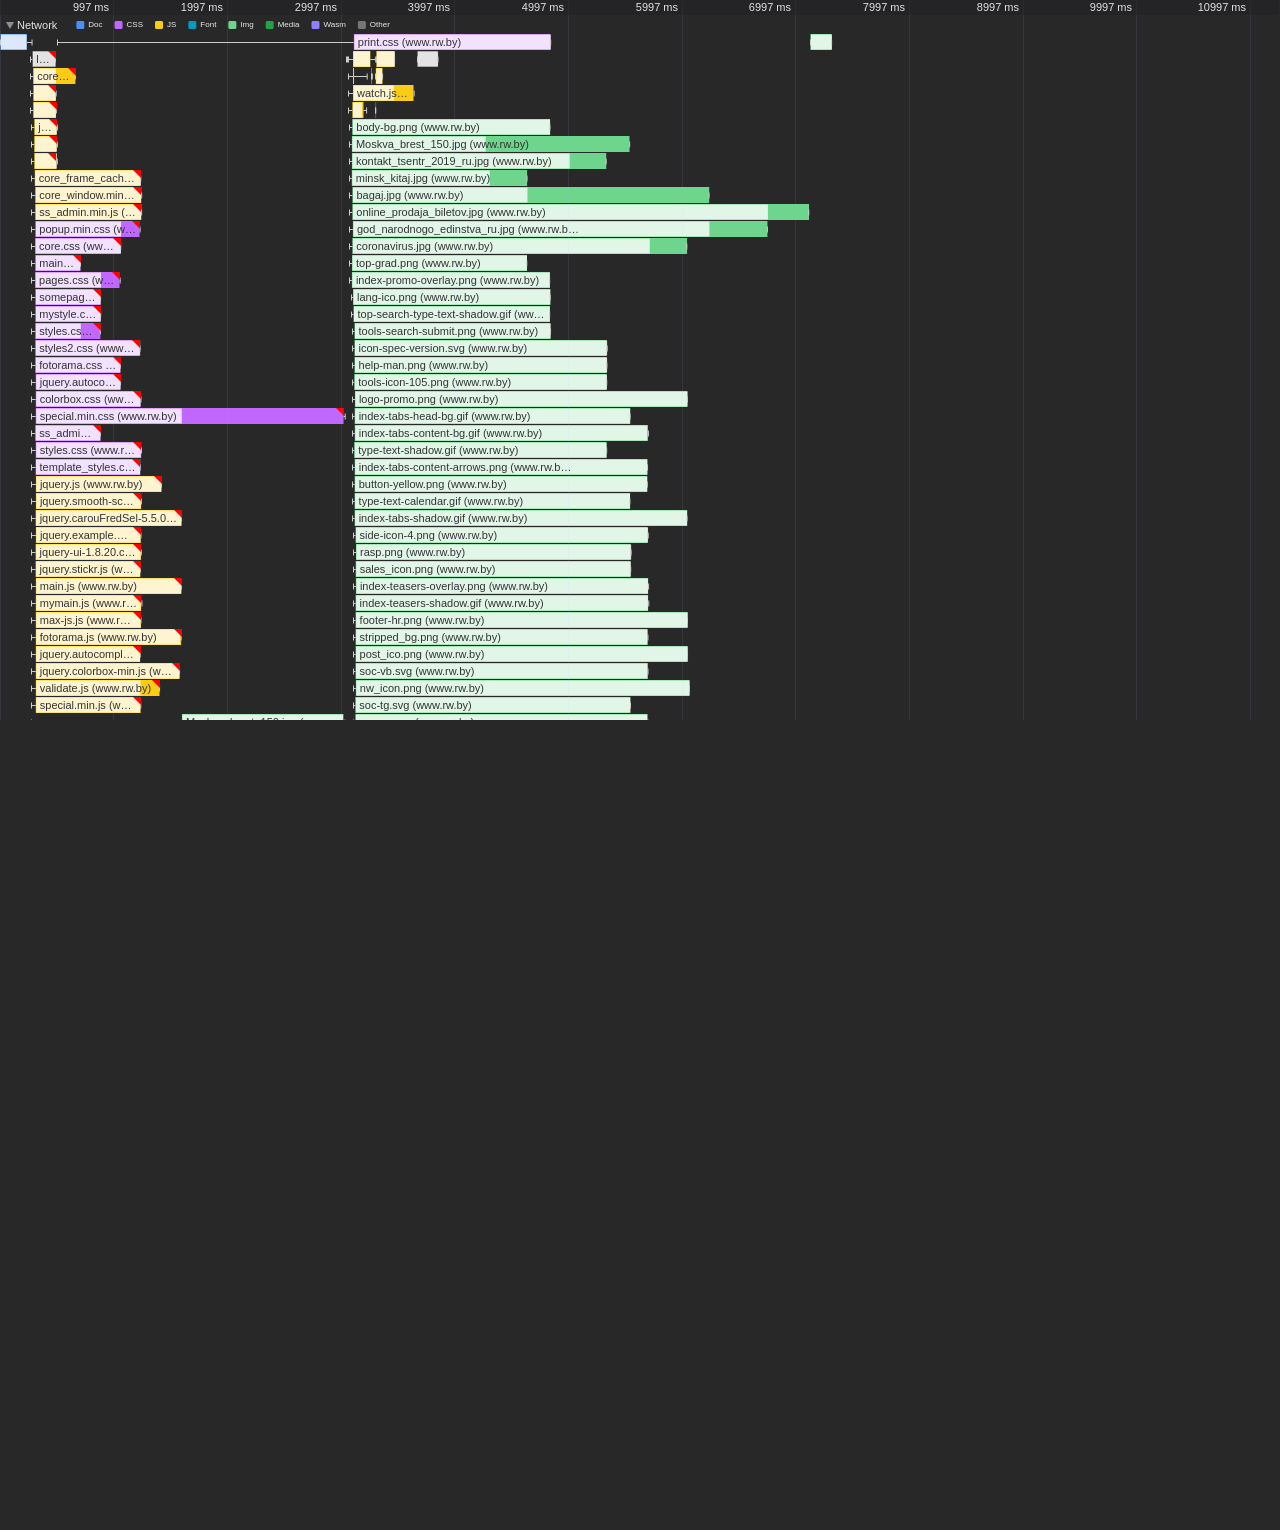 997 ms 1997 ms 2997 ms 3997 ms 4997 ms 5997 ms 6997 ms 7997 ms 8997 ms 9997 ms 10997 ms
Network Doc CSS JS Font Img Media Wasm Other
print.css (www.rw.by)
l…
core…
watch.js…
j… body-bg.png (www.rw.by)
Moskva_brest_150.jpg (www.rw.by)
kontakt_tsentr_2019_ru.jpg (www.rw.by)
core_frame_cach… minsk_kitaj.jpg (www.rw.by)
core_window.min… bagaj.jpg (www.rw.by)
ss_admin.min.js (… online_prodaja_biletov.jpg (www.rw.by)
popup.min.css (w… god_narodnogo_edinstva_ru.jpg (www.rw.b…
core.css (ww… coronavirus.jpg (www.rw.by)
main… top-grad.png (www.rw.by)
pages.css (w… index-promo-overlay.png (www.rw.by)
somepag… lang-ico.png (www.rw.by)
mystyle.c… top-search-type-text-shadow.gif (ww…
styles.cs… tools-search-submit.png (www.rw.by)
styles2.css (www… icon-spec-version.svg (www.rw.by)
fotorama.css … help-man.png (www.rw.by)
jquery.autoco… tools-icon-105.png (www.rw.by)
colorbox.css (ww… logo-promo.png (www.rw.by)
special.min.css (www.rw.by) index-tabs-head-bg.gif (www.rw.by)
ss_admi… index-tabs-content-bg.gif (www.rw.by)
styles.css (www.r… type-text-shadow.gif (www.rw.by)
template_styles.c… index-tabs-content-arrows.png (www.rw.b…
jquery.js (www.rw.by) button-yellow.png (www.rw.by)
jquery.smooth-sc… type-text-calendar.gif (www.rw.by)
jquery.carouFredSel-5.5.0… index-tabs-shadow.gif (www.rw.by)
jquery.example.… side-icon-4.png (www.rw.by)
jquery-ui-1.8.20.c… rasp.png (www.rw.by)
jquery.stickr.js (w… sales_icon.png (www.rw.by)
main.js (www.rw.by) index-teasers-overlay.png (www.rw.by)
mymain.js (www.r… index-teasers-shadow.gif (www.rw.by)
max-js.js (www.r… footer-hr.png (www.rw.by)
fotorama.js (www.rw.by) stripped_bg.png (www.rw.by)
jquery.autocompl… post_ico.png (www.rw.by)
jquery.colorbox-min.js (w… soc-vb.svg (www.rw.by)
validate.js (www.rw.by) nw_icon.png (www.rw.by)
special.min.js (w… soc-tg.svg (www.rw.by)